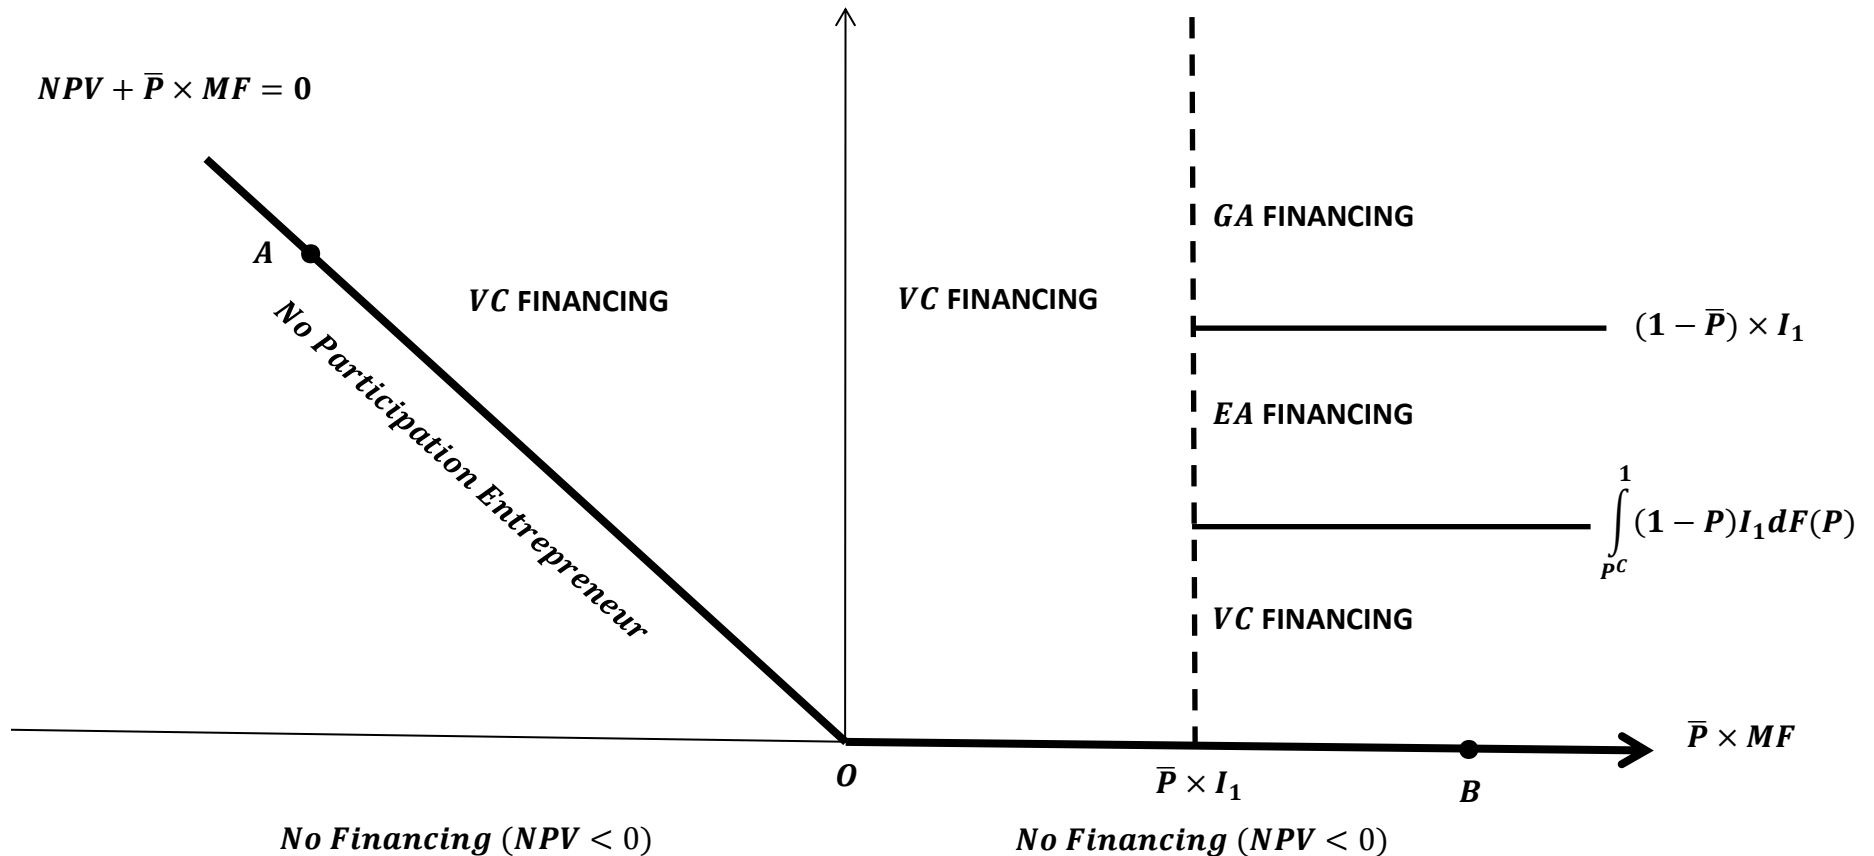 NPV + P̅ × MF = 0
GA FINANCING
A
VC FINANCING
VC FINANCING
(1 − P̅) × I₁
No Participation Entrepreneur
EA FINANCING
∫_{P^C}^{1} (1 − P)I₁dF(P)
VC FINANCING
P̅ × MF
O
P̅ × I₁
B
No Financing (NPV < 0)
No Financing (NPV < 0)